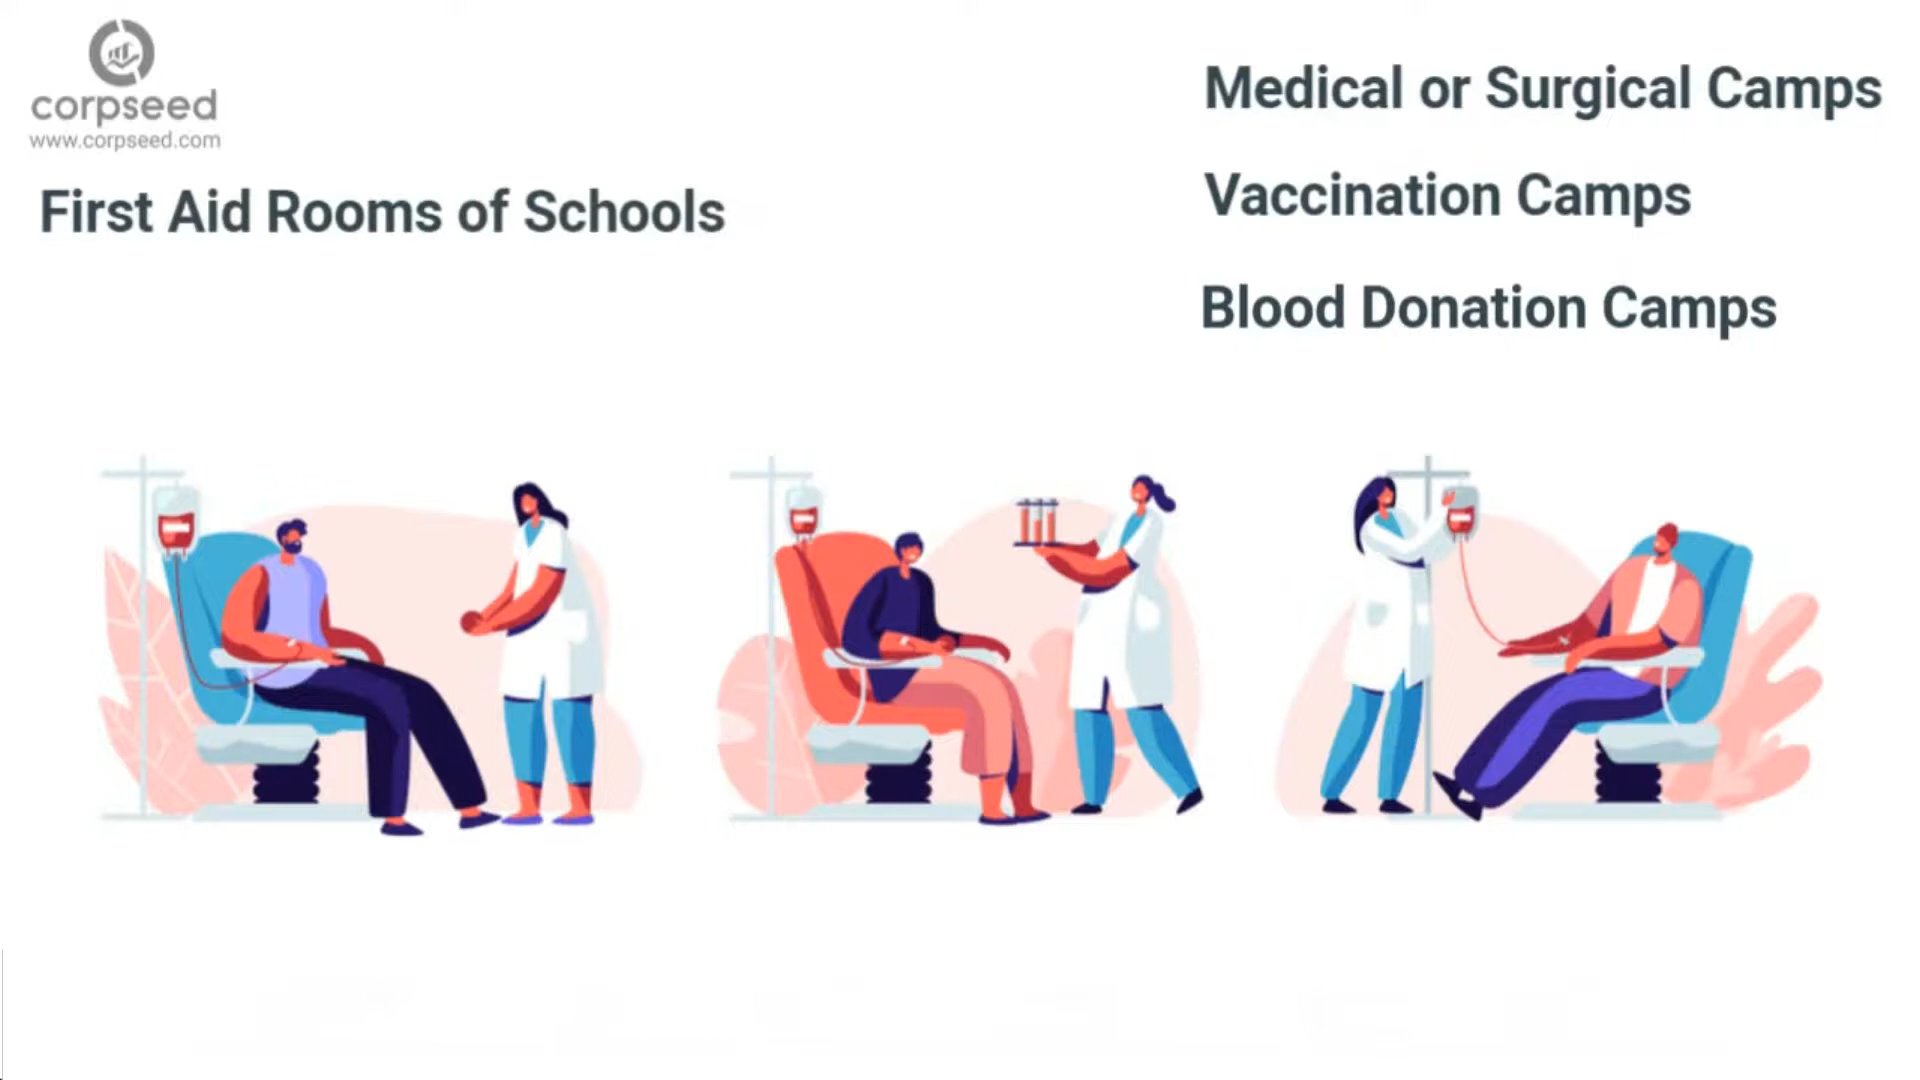 corpseed
www.corpseed.com
First Aid Rooms of Schools
Medical or Surgical Camps
Vaccination Camps
Blood Donation Camps